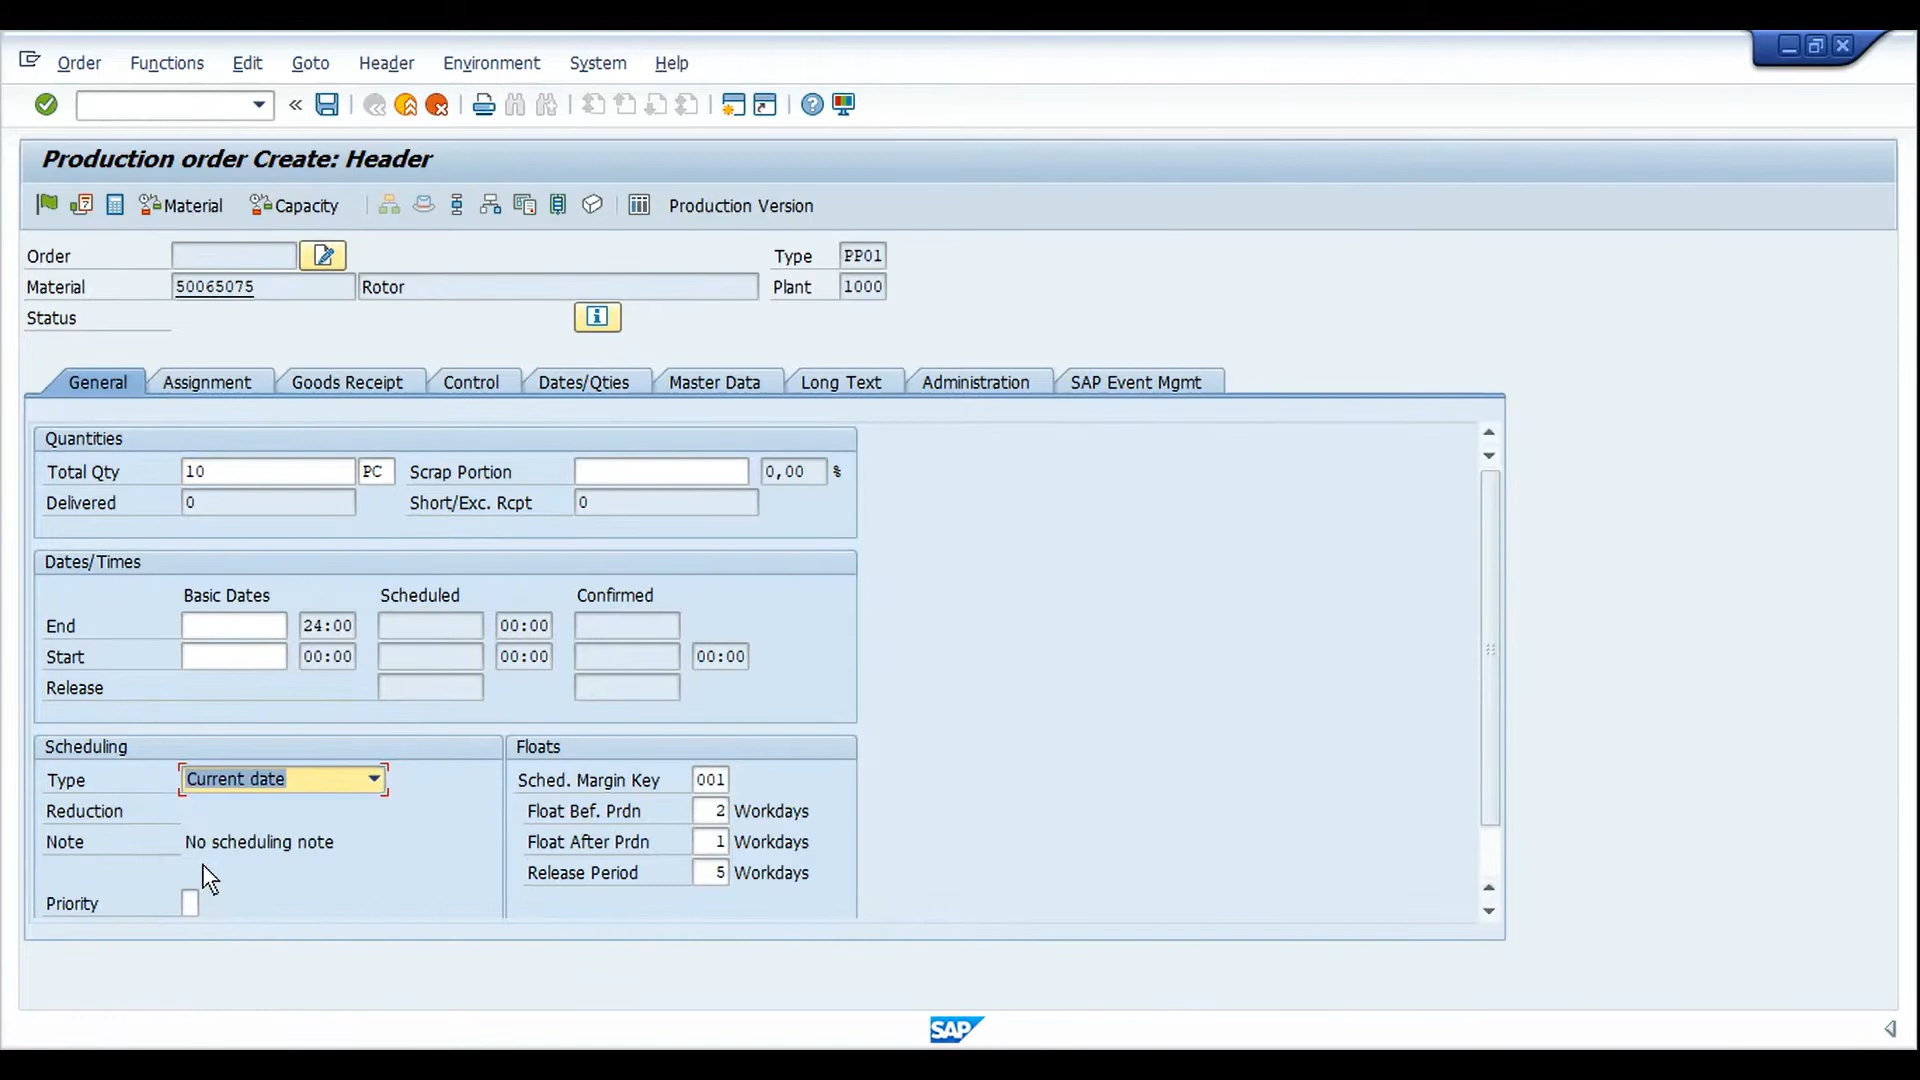 Order Functions Edit Goto Header Environment System Help
Production order Create: Header
Material Capacity Production Version
Order Type PP01
Material 50065075 Rotor Plant 1000
Status
General Assignment Goods Receipt Control Dates/Qties Master Data Long Text Administration SAP Event Mgmt
Quantities
Total Qty 10 PC Scrap Portion 0,00 %
Delivered 0 Short/Exc. Rcpt 0
Dates/Times
Basic Dates Scheduled Confirmed
End 24:00 00:00
Start 00:00 00:00 00:00
Release
Scheduling Floats
Type Current date Sched. Margin Key 001
Reduction Float Bef. Prdn 2 Workdays
Note No scheduling note Float After Prdn 1 Workdays
Release Period 5 Workdays
Priority
SAP